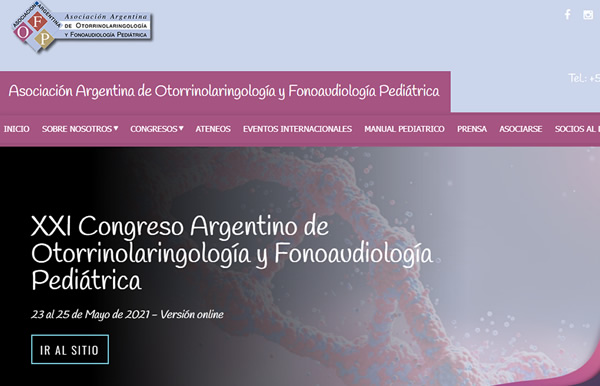 ASOCIACIÓN ARGENTINA
O F P
Asociación Argentina
DE OTORRINOLARINGOLOGÍA
Y FONOAUDIOLOGÍA PEDIÁTRICA
Tel.: +5
Asociación Argentina de Otorrinolaringología y Fonoaudiología Pediátrica
INICIO SOBRE NOSOTROS CONGRESOS ATENEOS EVENTOS INTERNACIONALES MANUAL PEDIATRICO PRENSA ASOCIARSE SOCIOS AL
XXI Congreso Argentino de
Otorrinolaringología y Fonoaudiología
Pediátrica
23 al 25 de Mayo de 2021 - Versión online
IR AL SITIO